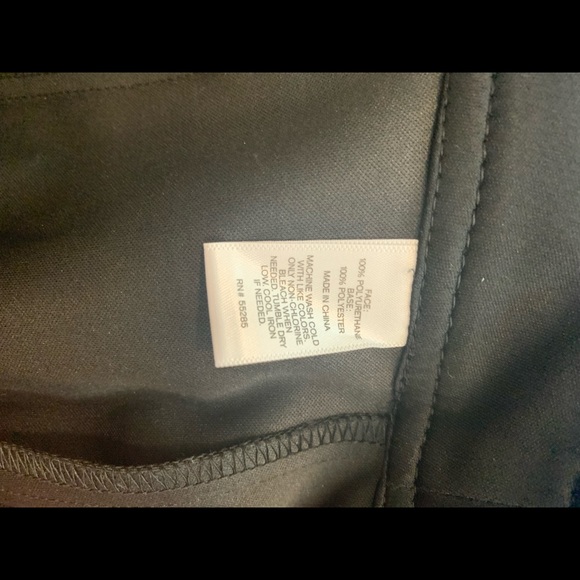 FACE:
100% POLYURETHANE
BASE:
100% POLYESTER
MADE IN CHINA
MACHINE WASH COLD
WITH LIKE COLORS.
ONLY NON-CHLORINE
BLEACH WHEN
NEEDED. TUMBLE DRY
LOW. COOL IRON
IF NEEDED.
RN# 55285